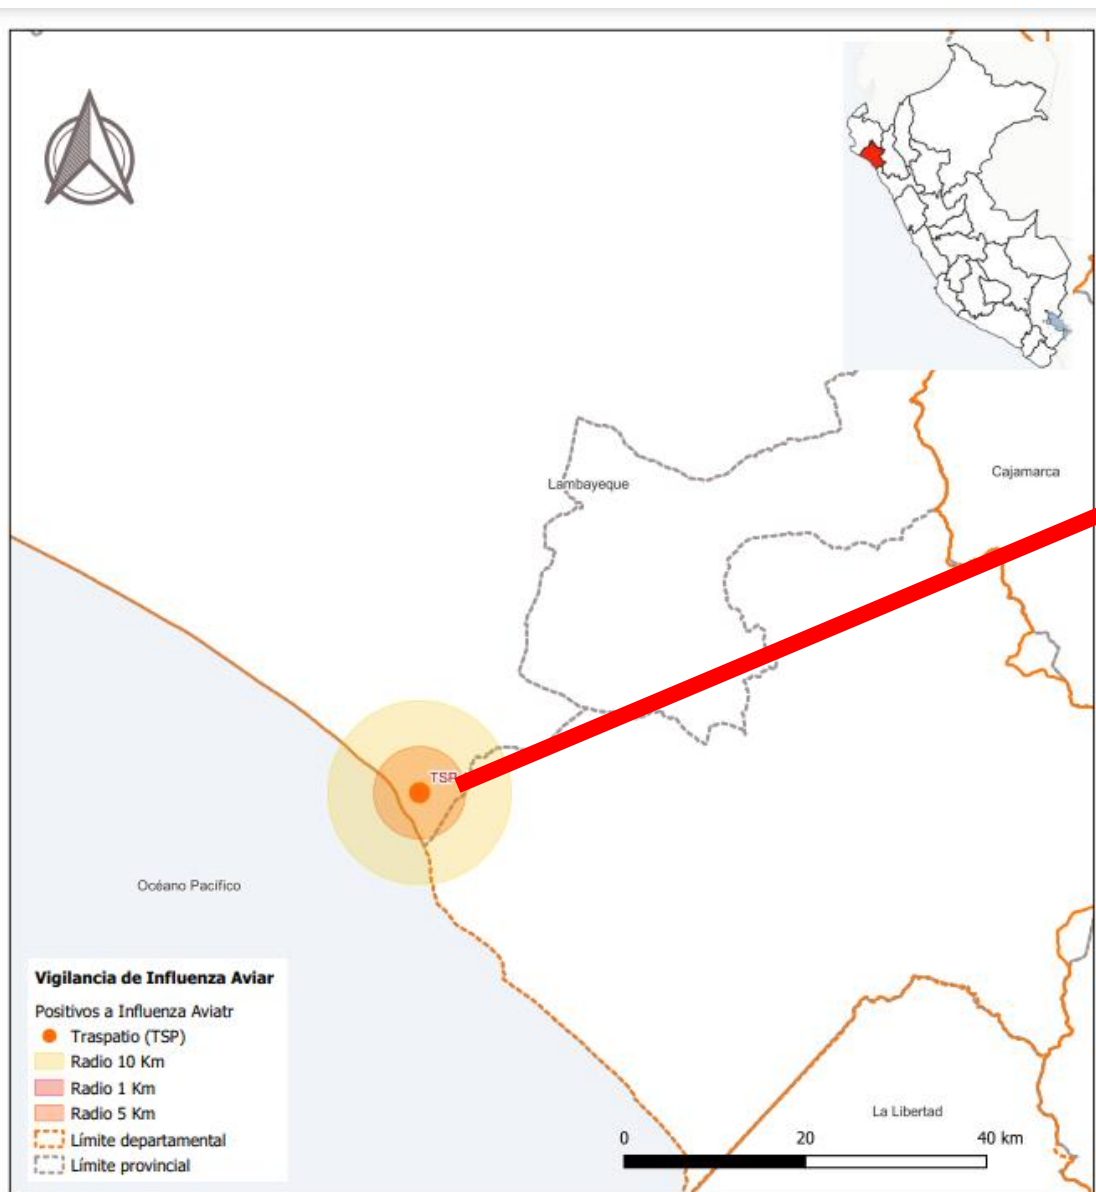 Lambayeque
Cajamarca
TSP
Océano Pacífico
Vigilancia de Influenza Aviar
Positivos a Influenza Aviatr
Traspatio (TSP)
Radio 10 Km
Radio 1 Km
Radio 5 Km
Límite departamental
Límite provincial
La Libertad
0 20 40 km